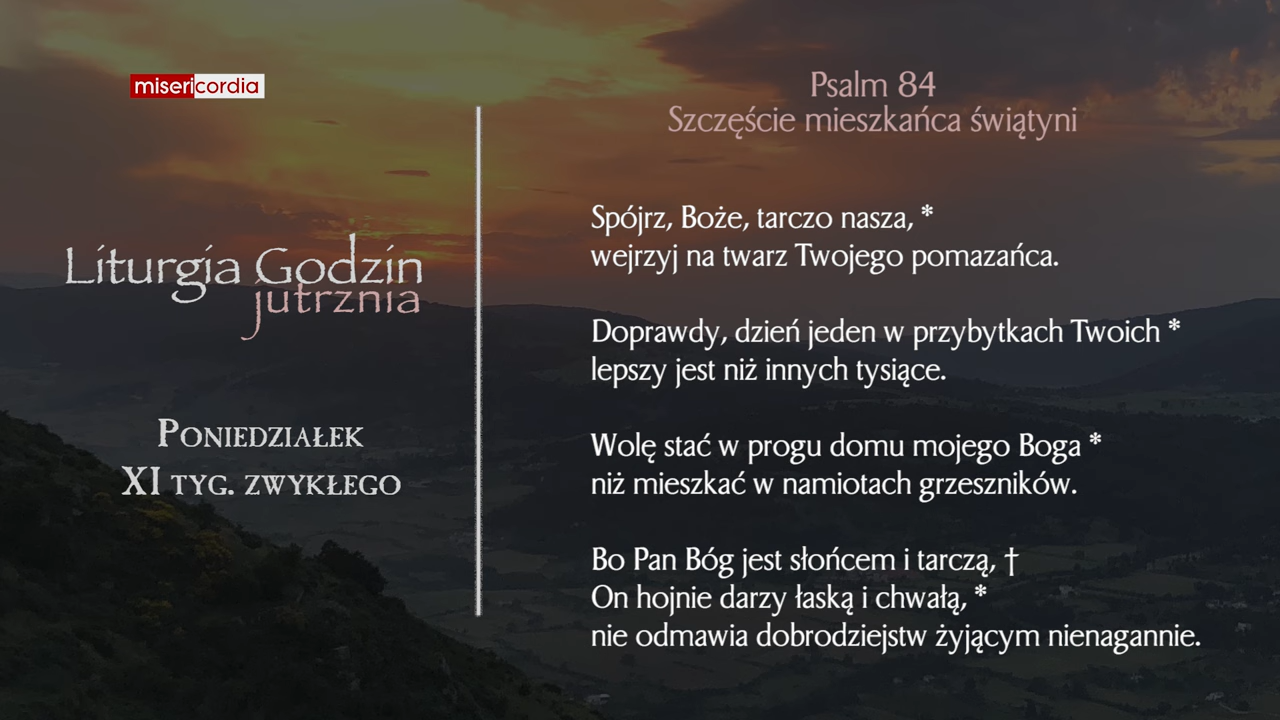 misericordia
Liturgia Godzin
jutrznia
Poniedziałek
XI tyg. zwykłego
Psalm 84
Szczęście mieszkańca świątyni
Spójrz, Boże, tarczo nasza, *
wejrzyj na twarz Twojego pomazańca.
Doprawdy, dzień jeden w przybytkach Twoich *
lepszy jest niż innych tysiące.
Wolę stać w progu domu mojego Boga *
niż mieszkać w namiotach grzeszników.
Bo Pan Bóg jest słońcem i tarczą, †
On hojnie darzy łaską i chwałą, *
nie odmawia dobrodziejstw żyjącym nienagannie.